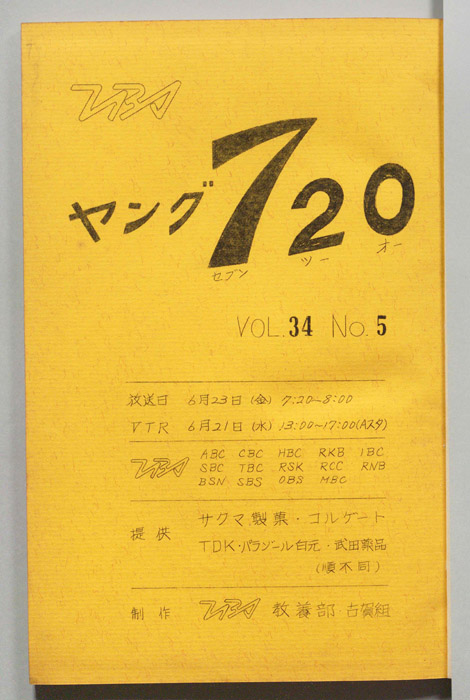 TBS
ヤング720
セブン ツー オー
VOL.34 No.5
放送日 6月23日(金) 7:20~8:00
VTR 6月21日(水) 13:00~17:00(Aスタ)
TBS ABC CBC HBC RKB IBC
SBC TBC RSK RCC RNB
BSN SBS OBS MBC
提供 サクマ製菓・コルゲート
TDK・パラゾール白元・武田薬品
(順不同)
制作 TBS 教養部 古賀組